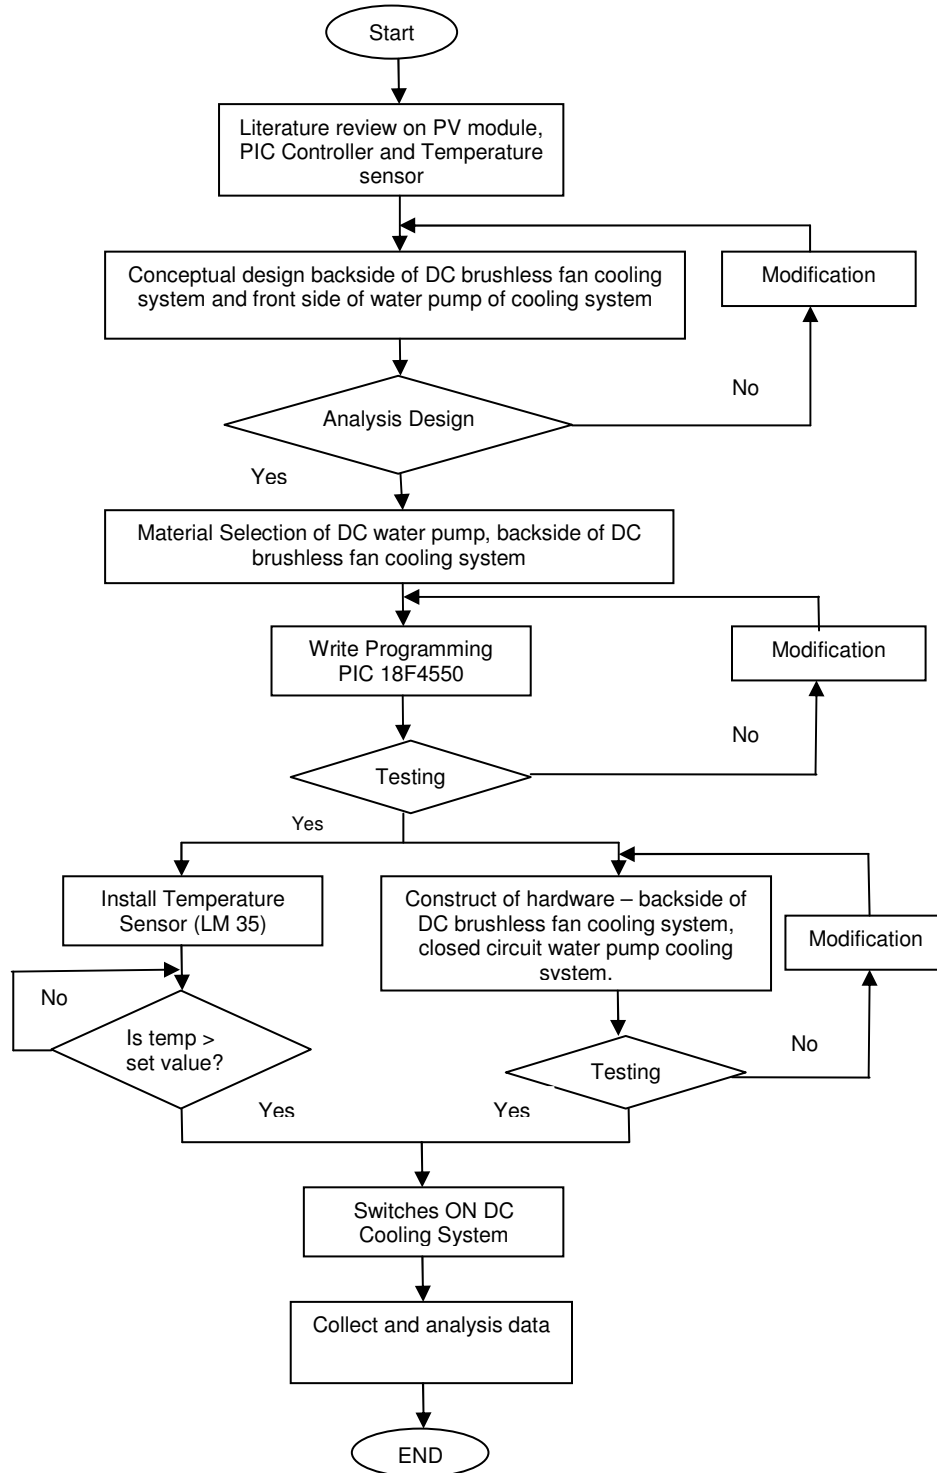 Start
Literature review on PV module,
PIC Controller and Temperature
sensor
Conceptual design backside of DC brushless fan cooling
system and front side of water pump of cooling system
Modification
No
Analysis Design
Yes
Material Selection of DC water pump, backside of DC
brushless fan cooling system
Write Programming
PIC 18F4550
Modification
No
Testing
Yes
Install Temperature
Sensor (LM 35)
Construct of hardware – backside of
DC brushless fan cooling system,
closed circuit water pump cooling
system.
Modification
No
Is temp >
set value?
No
Testing
Yes
Yes
Switches ON DC
Cooling System
Collect and analysis data
END